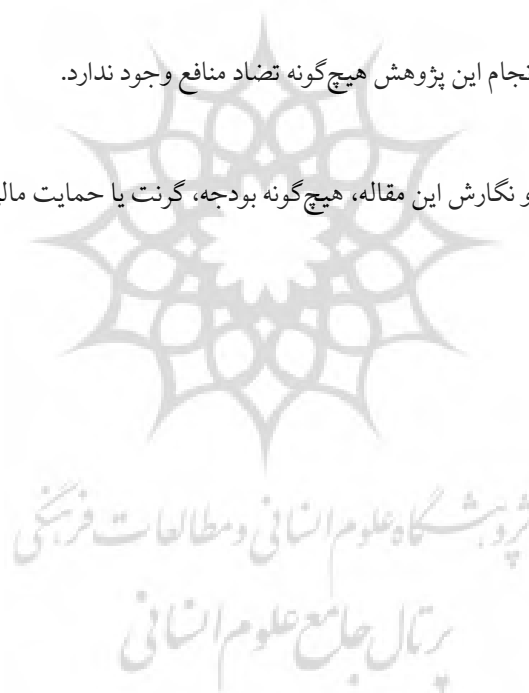 نجام این پژوهش هیچ‌گونه تضاد منافع وجود ندارد.
و نگارش این مقاله، هیچ‌گونه بودجه، گرنت یا حمایت مالی
پژوهشگاه علوم انسانی و مطالعات فرهنگی
پرتال جامع علوم انسانی